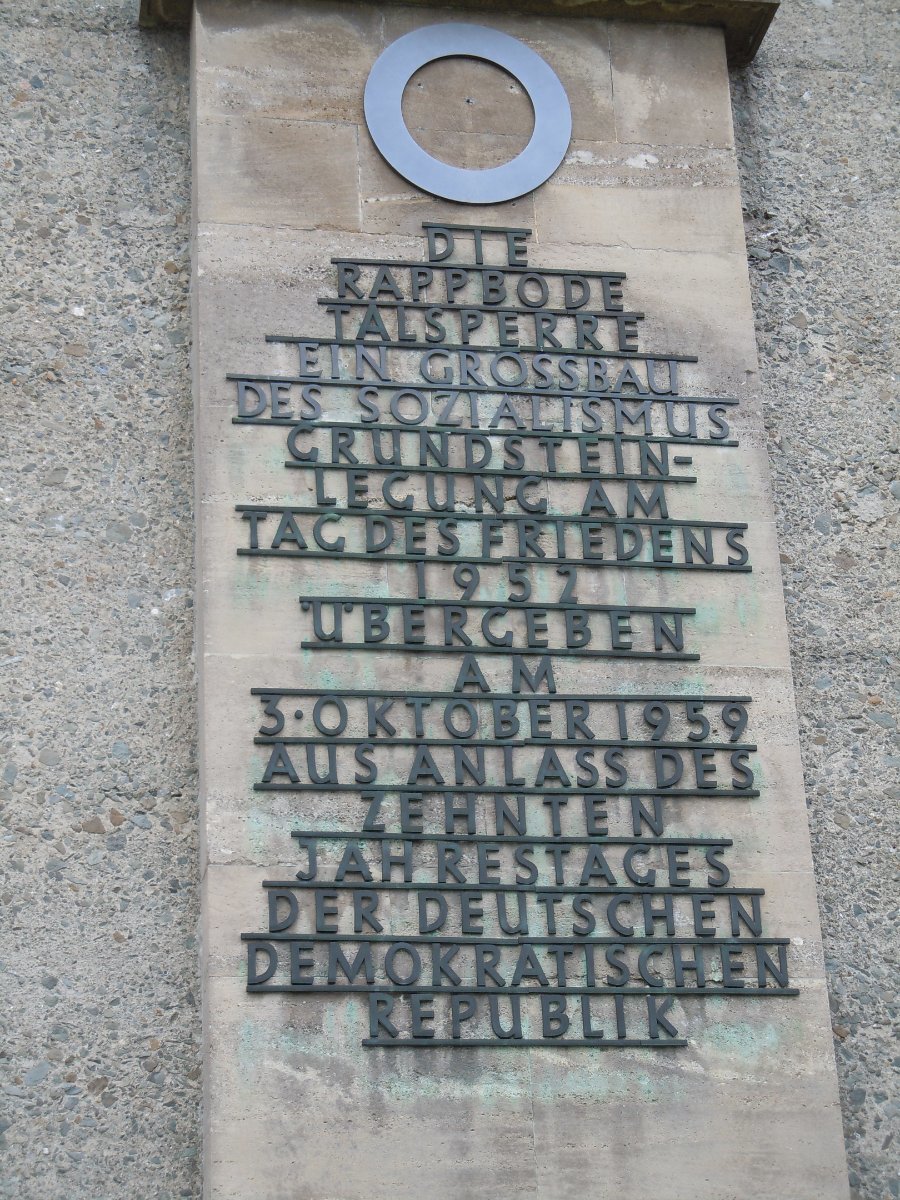 DIE
RAPPBODE
TALSPERRE
EIN GROSSBAU
DES SOZIALISMUS
GRUNDSTEIN-
LEGUNG AM
TAG DES FRIEDENS
1952
ÜBERGEBEN
AM
3·OKTOBER 1959
AUS ANLASS DES
ZEHNTEN
JAHRESTAGES
DER DEUTSCHEN
DEMOKRATISCHEN
REPUBLIK